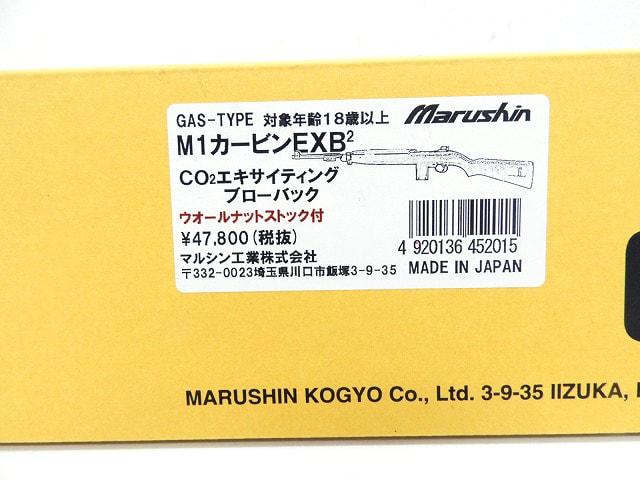 GAS-TYPE 対象年齢18歳以上 Marushin
M1カービンEXB²
CO₂エキサイティング
ブローバック
ウオールナットストック付
¥47,800(税抜)
マルシン工業株式会社
〒332-0023埼玉県川口市飯塚3-9-35
4 920136 452015
MADE IN JAPAN
MARUSHIN KOGYO Co., Ltd. 3-9-35 IIZUKA,